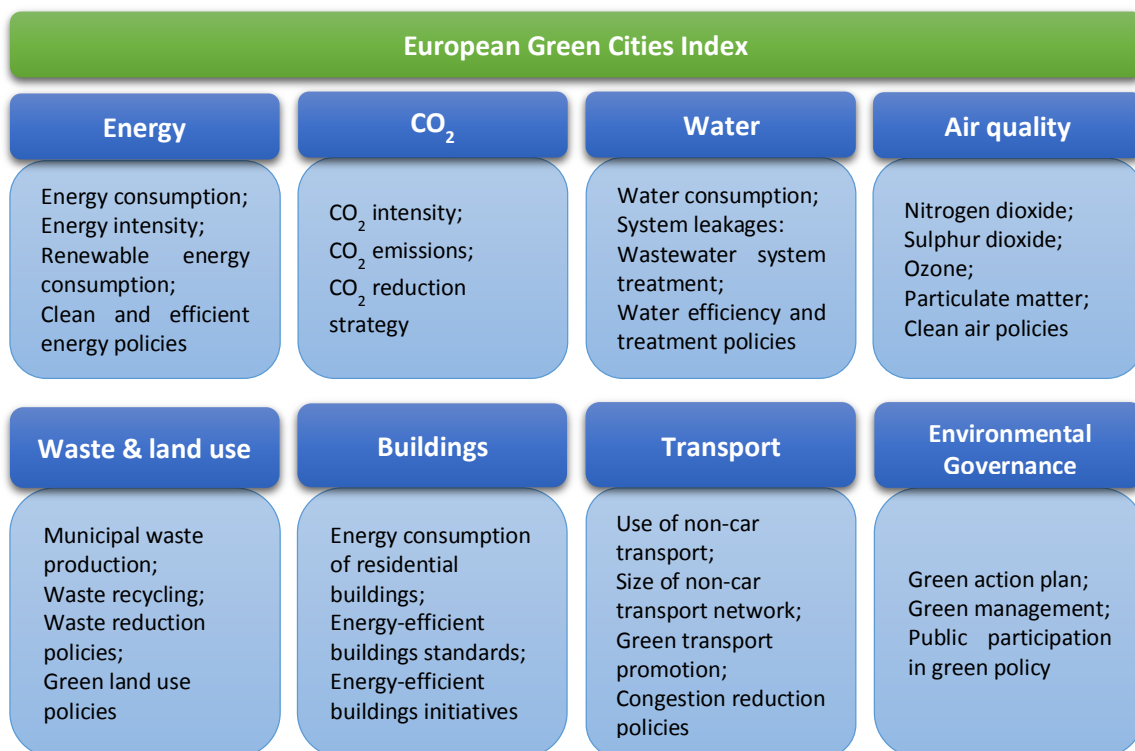 European Green Cities Index
Energy
Energy consumption;
Energy intensity;
Renewable energy
consumption;
Clean and efficient
energy policies
CO₂
CO₂ intensity;
CO₂ emissions;
CO₂ reduction
strategy
Water
Water consumption;
System leakages:
Wastewater system
treatment;
Water efficiency and
treatment policies
Air quality
Nitrogen dioxide;
Sulphur dioxide;
Ozone;
Particulate matter;
Clean air policies
Waste & land use
Municipal waste
production;
Waste recycling;
Waste reduction
policies;
Green land use
policies
Buildings
Energy consumption
of residential
buildings;
Energy-efficient
buildings standards;
Energy-efficient
buildings initiatives
Transport
Use of non-car
transport;
Size of non-car
transport network;
Green transport
promotion;
Congestion reduction
policies
Environmental
Governance
Green action plan;
Green management;
Public participation
in green policy